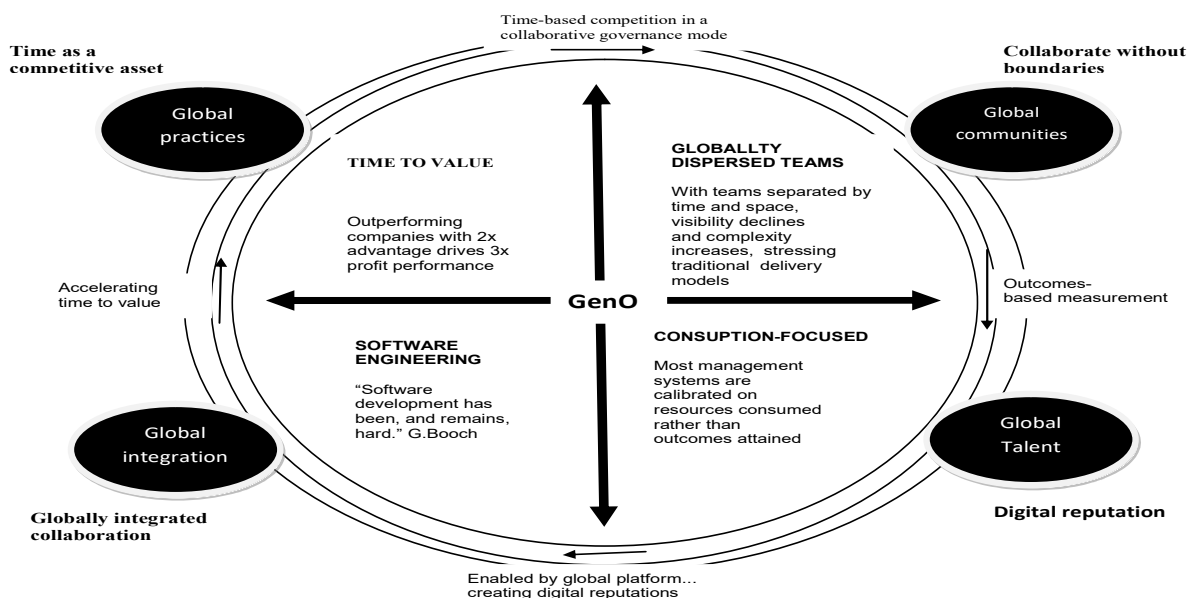 Time-based competition in a
collaborative governance mode
Time as a
competitive asset
Collaborate without
boundaries
Global
practices
Global
communities
TIME TO VALUE
GLOBALLTY
DISPERSED TEAMS
Outperforming
companies with 2x
advantage drives 3x
profit performance
With teams separated by
time and space,
visibility declines
and complexity
increases, stressing
traditional delivery
models
Accelerating
time to value
GenO
Outcomes-
based measurement
SOFTWARE
ENGINEERING
CONSUPTION-FOCUSED
“Software
development has
been, and remains,
hard.” G.Booch
Most management
systems are
calibrated on
resources consumed
rather than
outcomes attained
Global
integration
Global
Talent
Globally integrated
collaboration
Digital reputation
Enabled by global platform...
creating digital reputations